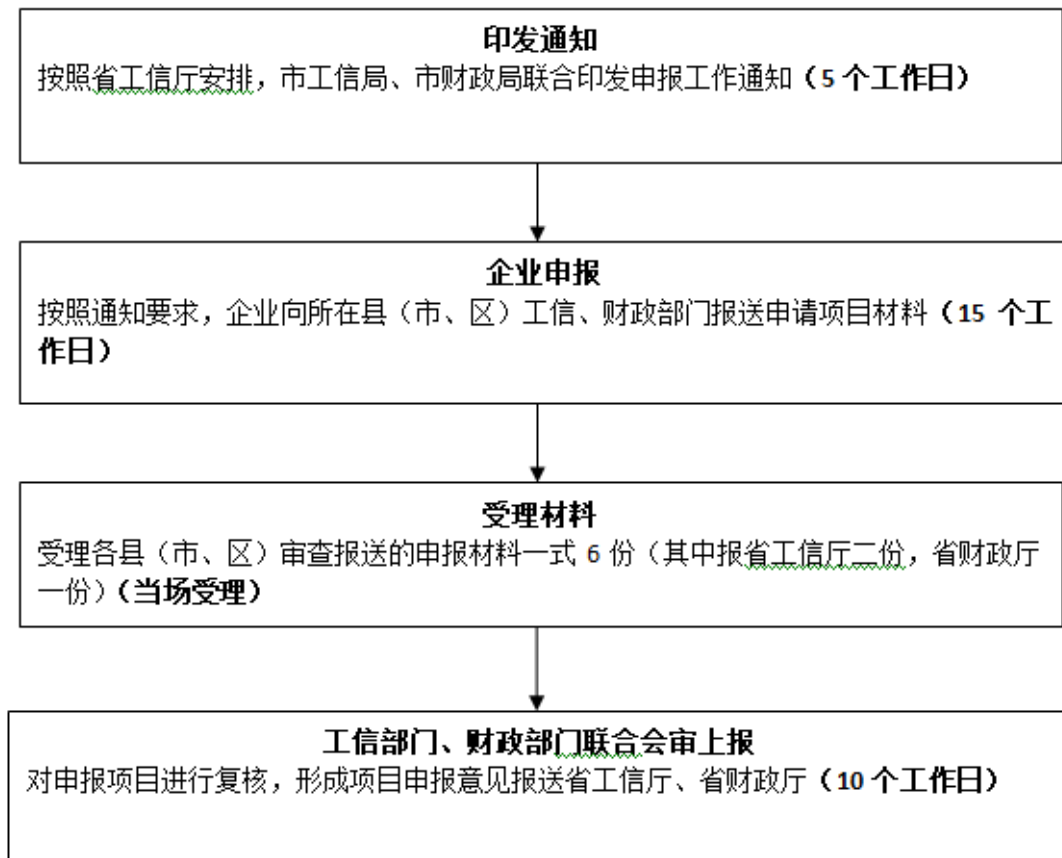 印发通知
按照省工信厅安排，市工信局、市财政局联合印发申报工作通知（5个工作日）
企业申报
按照通知要求，企业向所在县（市、区）工信、财政部门报送申请项目材料（15 个工
作日）
受理材料
受理各县（市、区）审查报送的申报材料一式 6 份（其中报省工信厅二份，省财政厅
一份）（当场受理）
工信部门、财政部门联合会审上报
对申报项目进行复核，形成项目申报意见报送省工信厅、省财政厅（10个工作日）